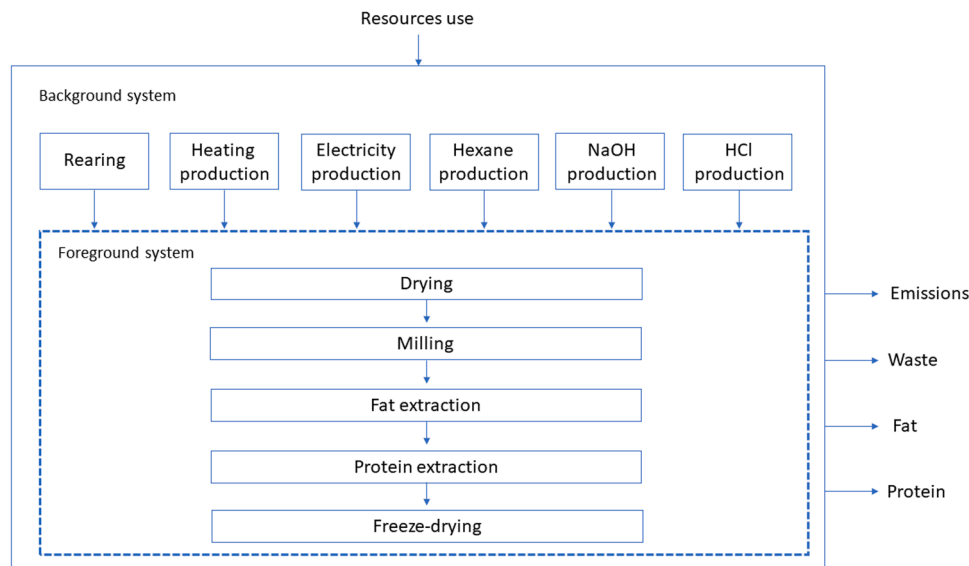 Resources use
Background system
Rearing
Heating
production
Electricity
production
Hexane
production
NaOH
production
HCl
production
Foreground system
Drying
Milling
Fat extraction
Protein extraction
Freeze-drying
Emissions
Waste
Fat
Protein